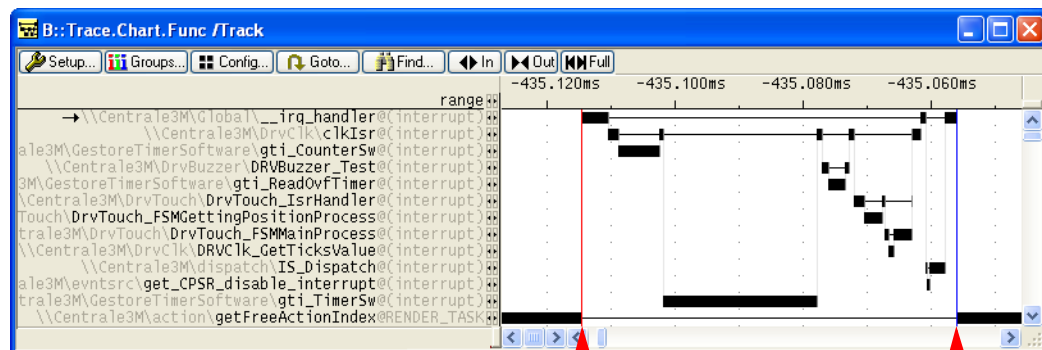 B::Trace.Chart.Func /Track
Setup... Groups... Config... Goto... Find... In Out Full
-435.120ms -435.100ms -435.080ms -435.060ms
range
\\Centrale3M\Global\__irq_handler@(interrupt)
\\Centrale3M\DrvClk\clkIsr@(interrupt)
ale3M\GestoreTimerSoftware\gti_CounterSw@(interrupt)
\\Centrale3M\DrvBuzzer\DRVBuzzer_Test@(interrupt)
3M\GestoreTimerSoftware\gti_ReadOvfTimer@(interrupt)
\Centrale3M\DrvTouch\DrvTouch_IsrHandler@(interrupt)
Touch\DrvTouch_FSMGettingPositionProcess@(interrupt)
trale3M\DrvTouch\DrvTouch_FSMMainProcess@(interrupt)
\\Centrale3M\DrvClk\DRVClk_GetTicksValue@(interrupt)
\\Centrale3M\dispatch\IS_Dispatch@(interrupt)
ale3M\evntsrc\get_CPSR_disable_interrupt@(interrupt)
trale3M\GestoreTimerSoftware\gti_TimerSw@(interrupt)
\\Centrale3M\action\getFreeActionIndex@RENDER_TASK